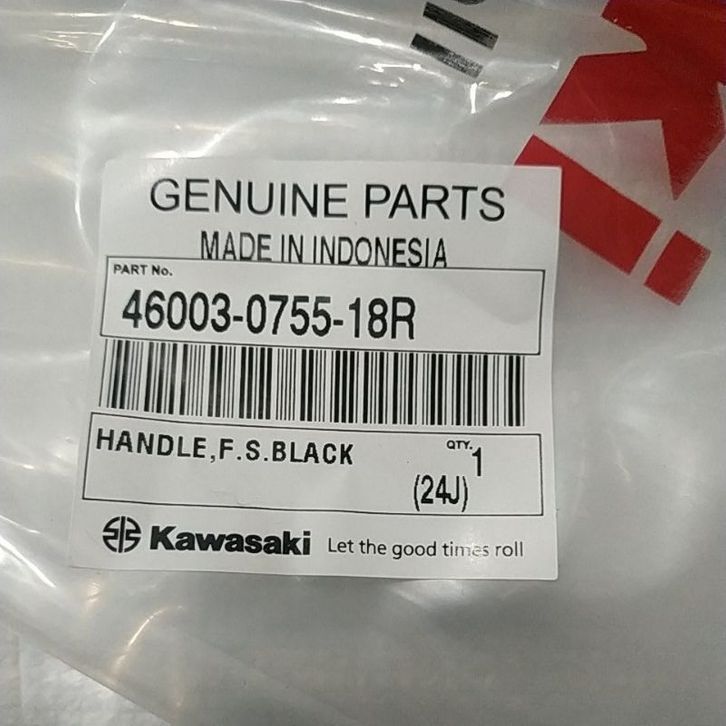 GENUINE PARTS
MADE IN INDONESIA
PART No.
46003-0755-18R
HANDLE,F.S.BLACK
QTY. 1
(24J)
Kawasaki Let the good times roll